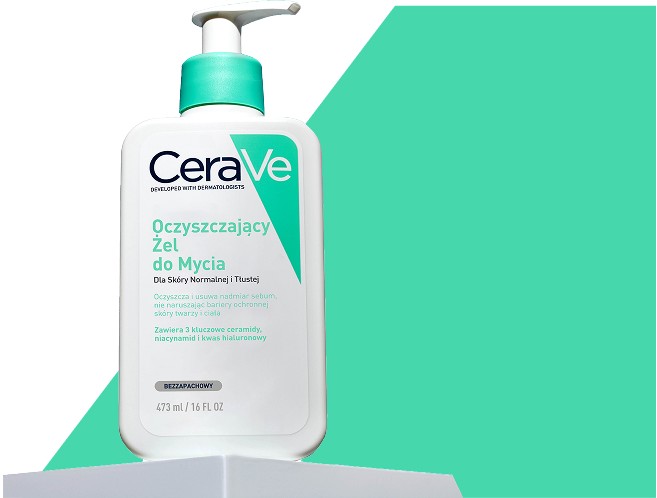 CeraVe
DEVELOPED WITH DERMATOLOGISTS
Oczyszczający
Żel
do Mycia
Dla Skóry Normalnej i Tłustej
Oczyszcza i usuwa nadmiar sebum,
nie naruszając bariery ochronnej
skóry twarzy i ciała
Zawiera 3 kluczowe ceramidy,
niacynamid i kwas hialuronowy
BEZZAPACHOWY
473 ml / 16 FL OZ